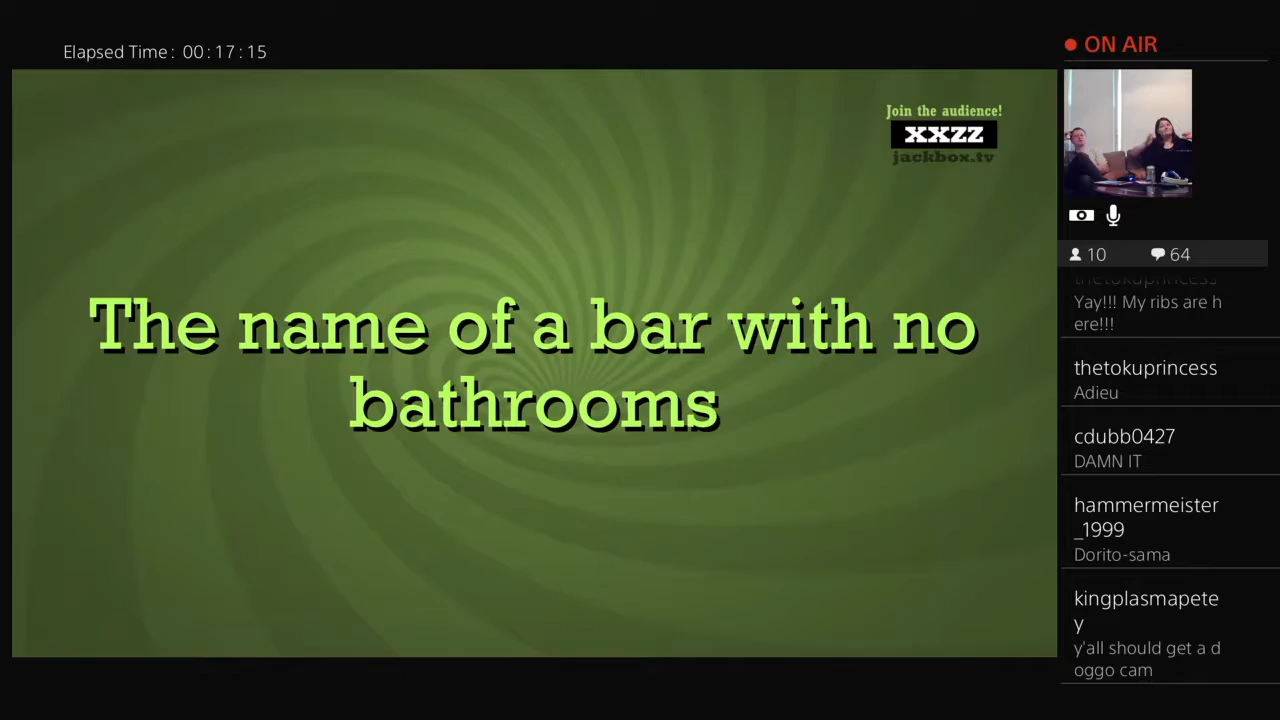 Elapsed Time: 00:17:15
ON AIR
Join the audience!
XXZZ
jackbox.tv
The name of a bar with no
bathrooms
10 64
thetokuprincess
Yay!!! My ribs are h
ere!!!
thetokuprincess
Adieu
cdubb0427
DAMN IT
hammermeister
_1999
Dorito-sama
kingplasmapete
y
y'all should get a d
oggo cam